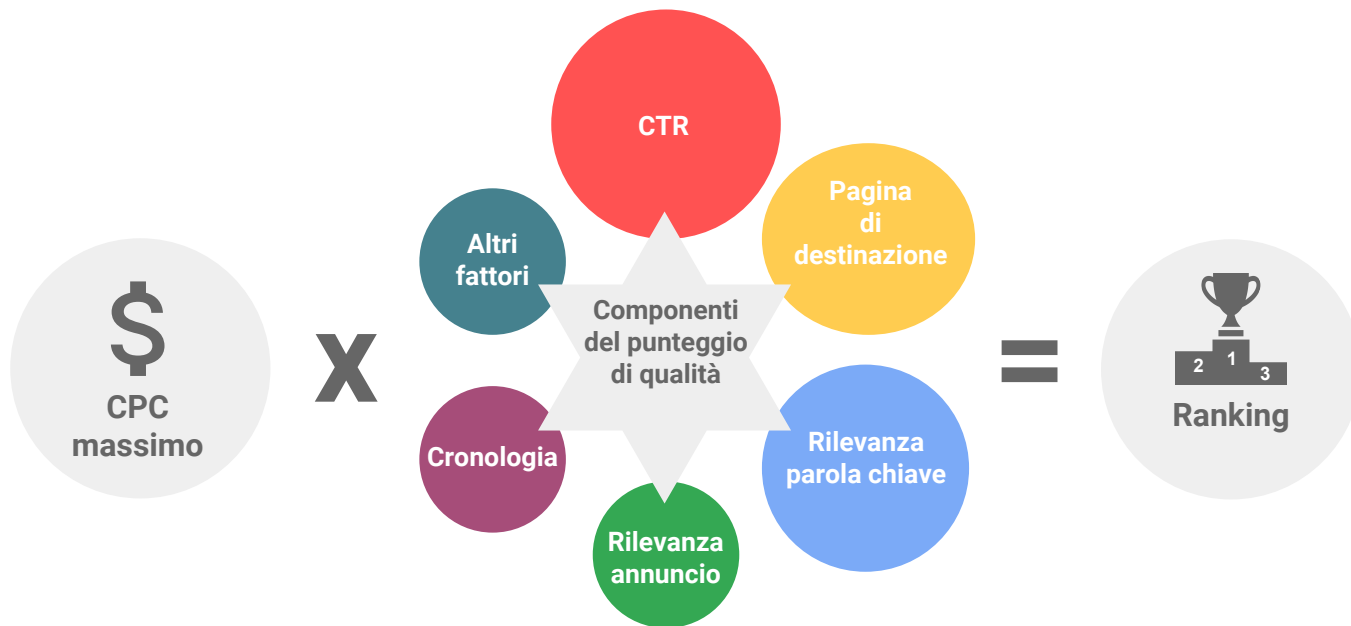 $
CPC
massimo
X
CTR
Pagina
di
destinazione
Rilevanza
parola chiave
Rilevanza
annuncio
Cronologia
Altri
fattori
Componenti
del punteggio
di qualità
=
2 1 3
Ranking